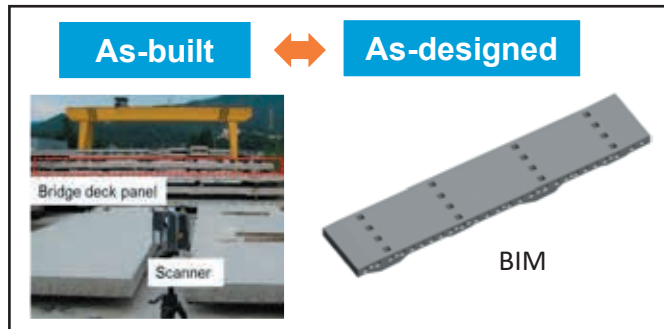 As-built
As-designed
Bridge deck panel
Scanner
BIM